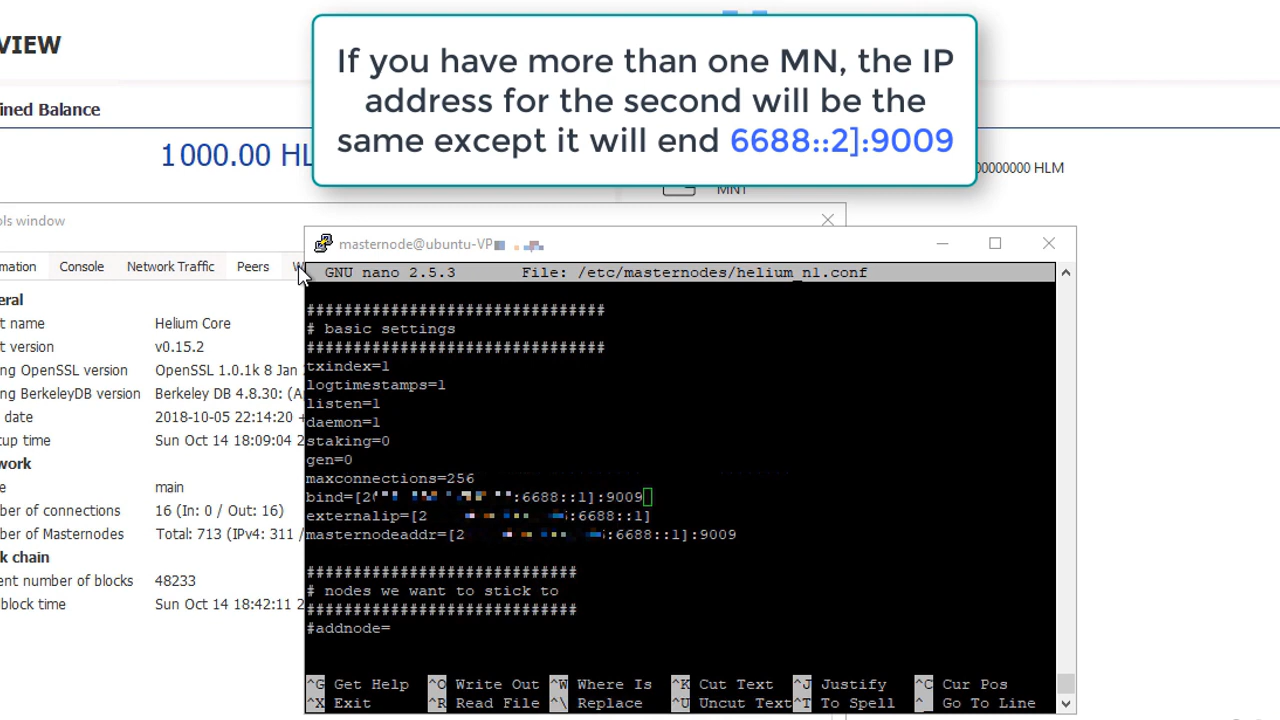 VIEW
If you have more than one MN, the IP
address for the second will be the
same except it will end 6688::2]:9009
ined Balance
1000.00 HL
00000000 HLM
MNT
ols window
mation Console Network Traffic Peers
masternode@ubuntu-VP
GNU nano 2.5.3 File: /etc/masternodes/helium_n1.conf
eral
t name Helium Core
t version v0.15.2
ng OpenSSL version OpenSSL 1.0.1k 8 Jan
ng BerkeleyDB version Berkeley DB 4.8.30: (A
date 2018-10-05 22:14:20 +
tup time Sun Oct 14 18:09:04 2
work
e main
mber of connections 16 (In: 0 / Out: 16)
mber of Masternodes Total: 713 (IPv4: 311 /
ck chain
ent number of blocks 48233
block time Sun Oct 14 18:42:11 2
##############################
# basic settings
##############################
txindex=1
logtimestamps=1
listen=1
daemon=1
staking=0
gen=0
maxconnections=256
bind=[2 :6688::1]:9009
externalip=[2 :6688::1]
masternodeaddr=[2 :6688::1]:9009
###########################
# nodes we want to stick to
###########################
#addnode=
^G Get Help ^O Write Out ^W Where Is ^K Cut Text ^J Justify ^C Cur Pos
^X Exit ^R Read File ^\ Replace ^U Uncut Text ^T To Spell ^_ Go To Line